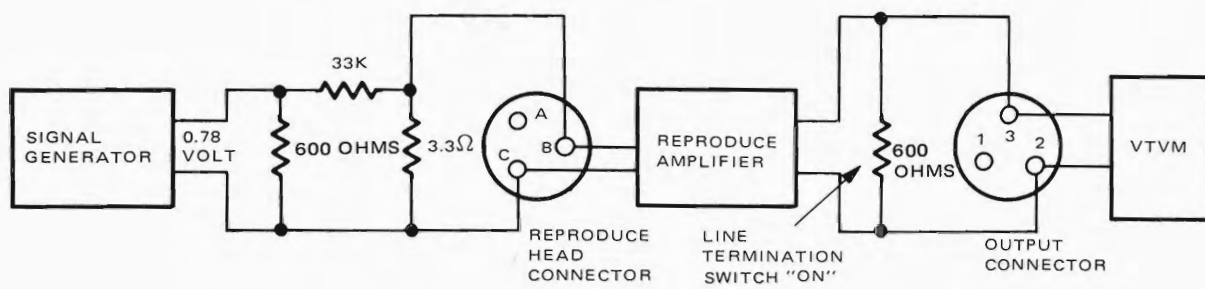 SIGNAL
GENERATOR
0.78
VOLT
600 OHMS
33K
3.3Ω
A
B
C
REPRODUCE
HEAD
CONNECTOR
REPRODUCE
AMPLIFIER
LINE
TERMINATION
SWITCH "ON"
600
OHMS
1
3
2
OUTPUT
CONNECTOR
VTVM